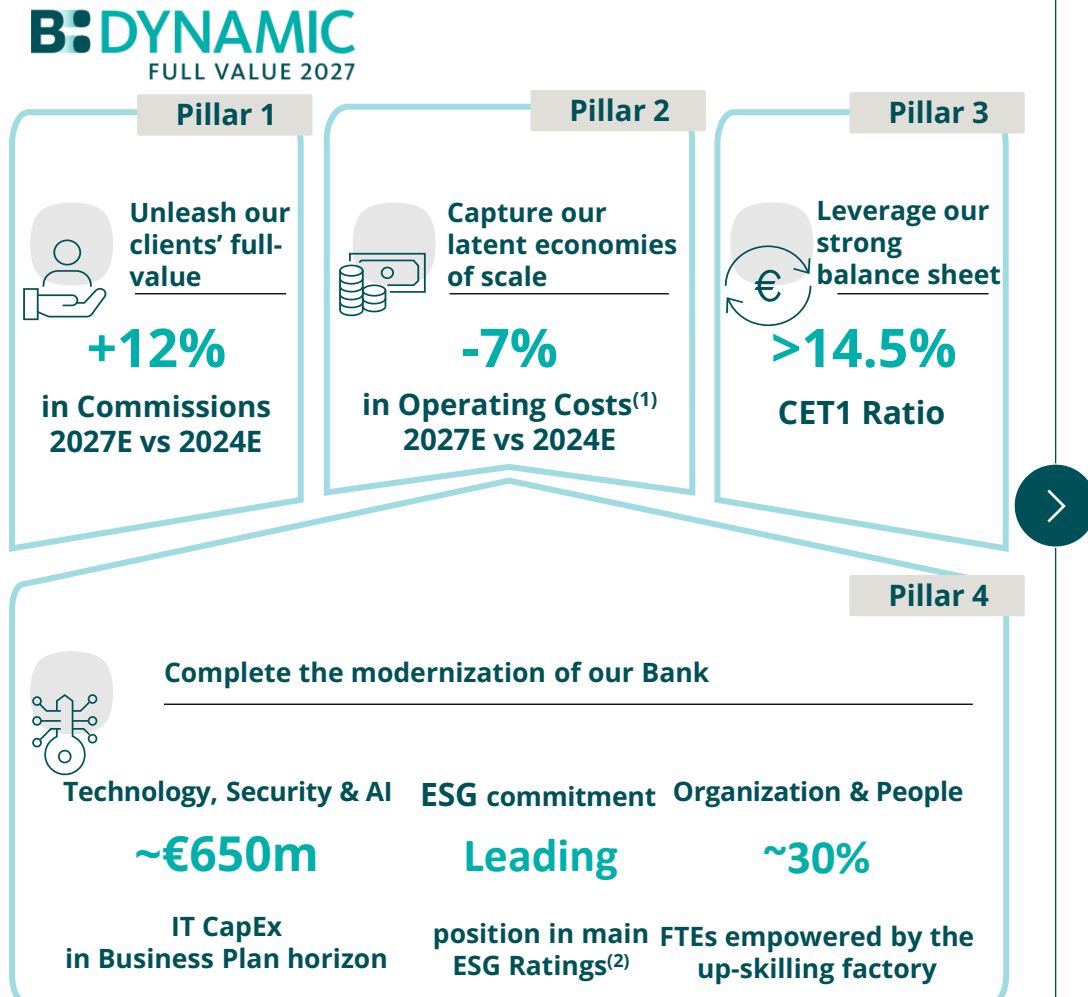 B: DYNAMIC
FULL VALUE 2027
Pillar 1
Unleash our
clients’ full-
value
+12%
in Commissions
2027E vs 2024E
Pillar 2
Capture our
latent economies
of scale
-7%
in Operating Costs(1)
2027E vs 2024E
Pillar 3
Leverage our
strong
balance sheet
€
>14.5%
CET1 Ratio
Pillar 4
Complete the modernization of our Bank
Technology, Security & AI
~€650m
IT CapEx
in Business Plan horizon
ESG commitment
Leading
position in main
ESG Ratings(2)
Organization & People
~30%
FTEs empowered by the
up-skilling factory